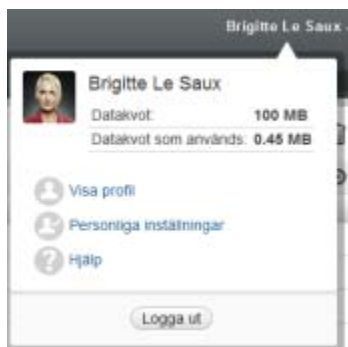 Brigitte Le Saux
Brigitte Le Saux
Datakvot: 100 MB
Datakvot som används: 0.45 MB
Visa profil
Personliga inställningar
Hjälp
Logga ut